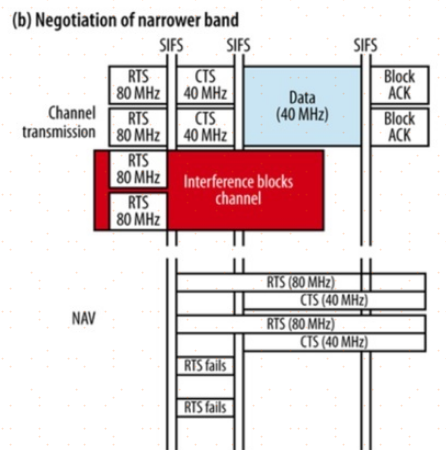 (b) Negotiation of narrower band
SIFS SIFS SIFS
RTS
80 MHz
CTS
40 MHz
Data
(40 MHz)
Block
ACK
Channel
transmission
RTS
80 MHz
CTS
40 MHz
Block
ACK
RTS
80 MHz
Interference blocks
channel
RTS
80 MHz
NAV
RTS (80 MHz)
CTS (40 MHz)
RTS (80 MHz)
CTS (40 MHz)
RTS fails
RTS fails